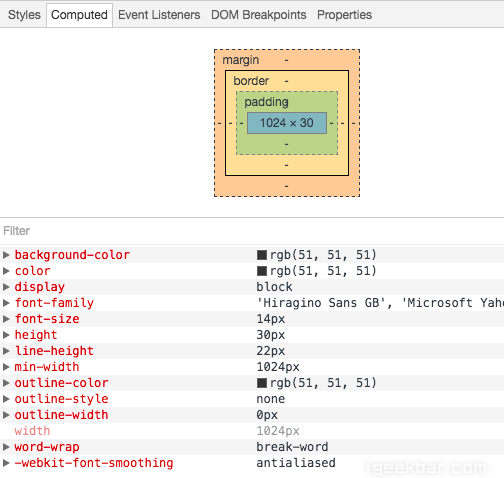 Styles Computed Event Listeners DOM Breakpoints Properties
margin -
border -
padding -
- - - 1024 × 30 - - -
-
-
-
Filter
background-color rgb(51, 51, 51)
color rgb(51, 51, 51)
display block
font-family 'Hiragino Sans GB', 'Microsoft Yah
font-size 14px
height 30px
line-height 22px
min-width 1024px
outline-color rgb(51, 51, 51)
outline-style none
outline-width 0px
width 1024px
word-wrap break-word
-webkit-font-smoothing antialiased
igeekbar.com